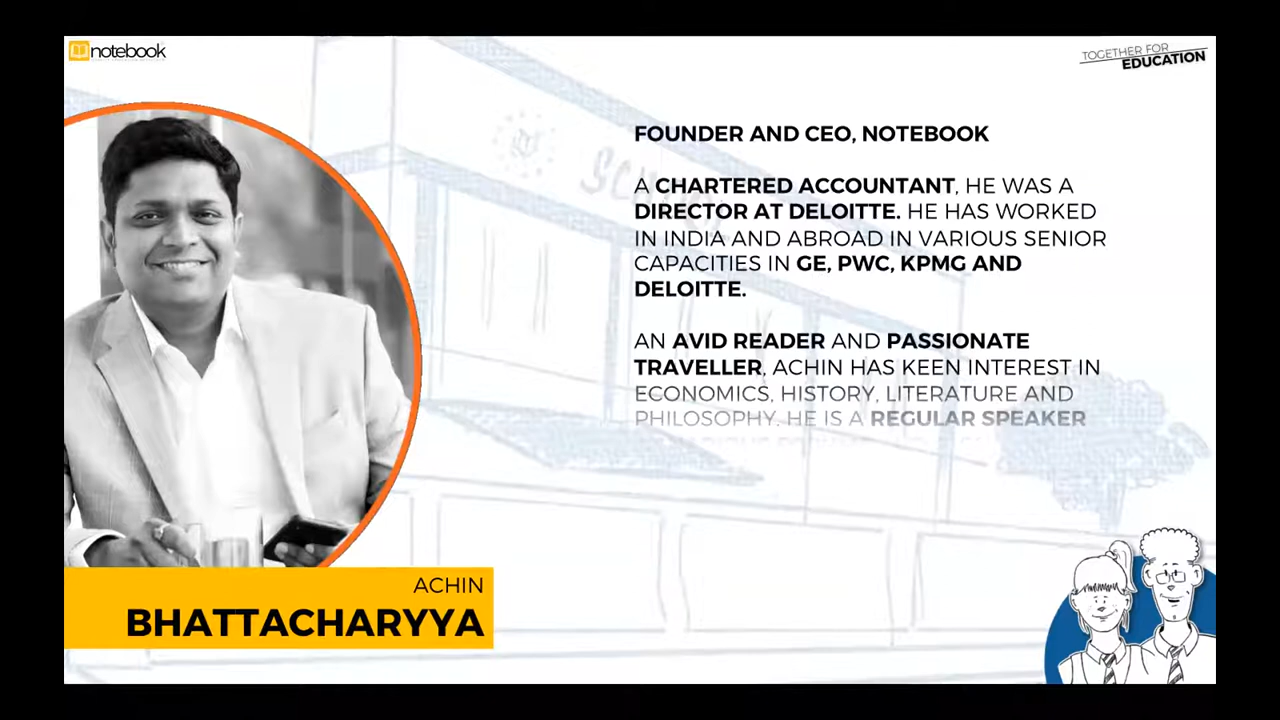 notebook
TOGETHER FOR
EDUCATION
SCHOOL
FOUNDER AND CEO, NOTEBOOK
A CHARTERED ACCOUNTANT, HE WAS A
DIRECTOR AT DELOITTE. HE HAS WORKED
IN INDIA AND ABROAD IN VARIOUS SENIOR
CAPACITIES IN GE, PWC, KPMG AND
DELOITTE.
AN AVID READER AND PASSIONATE
TRAVELLER, ACHIN HAS KEEN INTEREST IN
ECONOMICS, HISTORY, LITERATURE AND
PHILOSOPHY. HE IS A REGULAR SPEAKER
ACHIN
BHATTACHARYYA